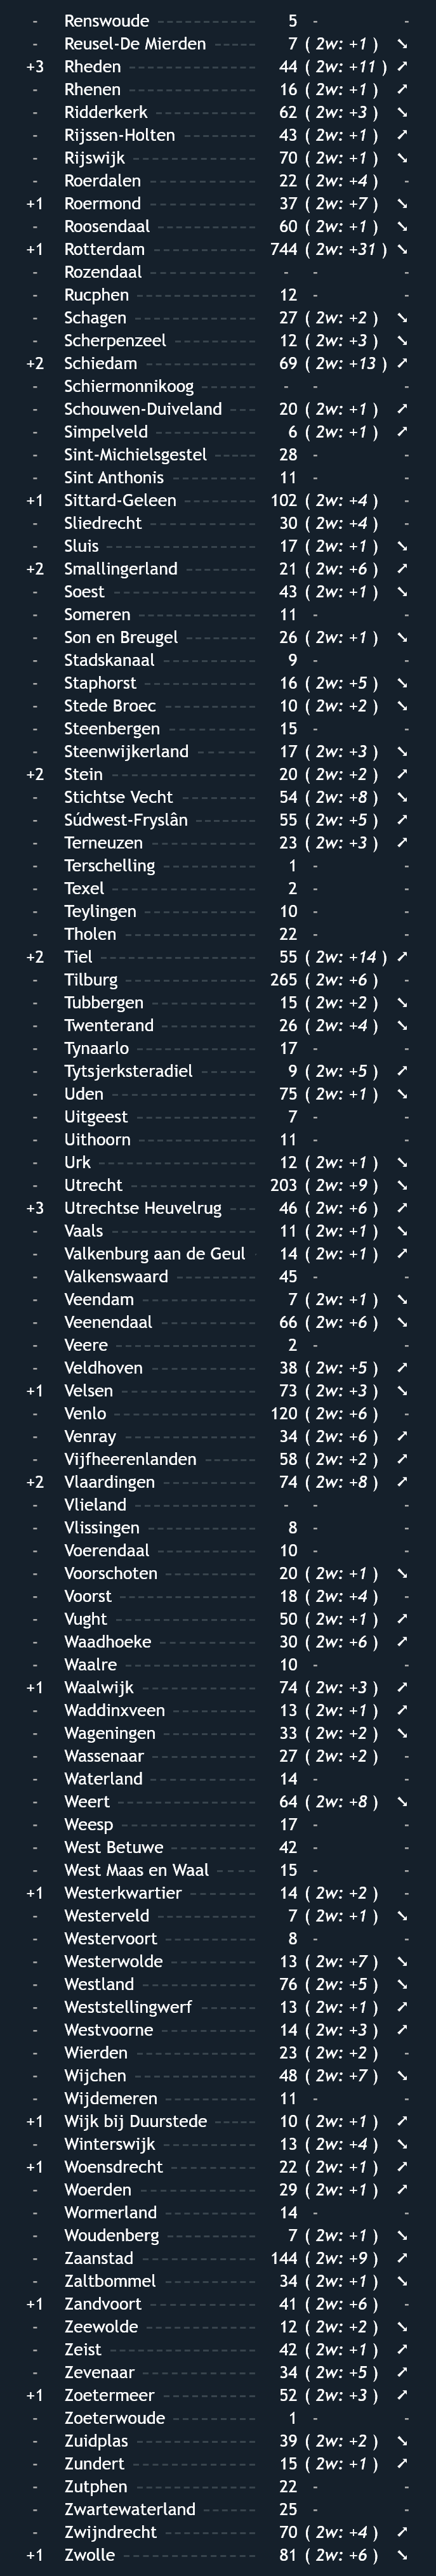 - Renswoude 5 - -
- Reusel-De Mierden 7 ( 2w: +1 ) ➘
+3 Rheden 44 ( 2w: +11 ) ➚
- Rhenen 16 ( 2w: +1 ) ➚
- Ridderkerk 62 ( 2w: +3 ) ➘
- Rijssen-Holten 43 ( 2w: +1 ) ➚
- Rijswijk 70 ( 2w: +1 ) ➘
- Roerdalen 22 ( 2w: +4 ) -
+1 Roermond 37 ( 2w: +7 ) ➘
- Roosendaal 60 ( 2w: +1 ) ➘
+1 Rotterdam 744 ( 2w: +31 ) ➘
- Rozendaal - - -
- Rucphen 12 - -
- Schagen 27 ( 2w: +2 ) ➘
- Scherpenzeel 12 ( 2w: +3 ) ➘
+2 Schiedam 69 ( 2w: +13 ) ➚
- Schiermonnikoog - - -
- Schouwen-Duiveland 20 ( 2w: +1 ) ➚
- Simpelveld 6 ( 2w: +1 ) ➚
- Sint-Michielsgestel 28 - -
- Sint Anthonis 11 - -
+1 Sittard-Geleen 102 ( 2w: +4 ) -
- Sliedrecht 30 ( 2w: +4 ) -
- Sluis 17 ( 2w: +1 ) ➘
+2 Smallingerland 21 ( 2w: +6 ) ➚
- Soest 43 ( 2w: +1 ) ➘
- Someren 11 - -
- Son en Breugel 26 ( 2w: +1 ) ➘
- Stadskanaal 9 - -
- Staphorst 16 ( 2w: +5 ) ➘
- Stede Broec 10 ( 2w: +2 ) ➘
- Steenbergen 15 - -
- Steenwijkerland 17 ( 2w: +3 ) ➘
+2 Stein 20 ( 2w: +2 ) ➚
- Stichtse Vecht 54 ( 2w: +8 ) ➘
- Súdwest-Fryslân 55 ( 2w: +5 ) ➚
- Terneuzen 23 ( 2w: +3 ) ➚
- Terschelling 1 - -
- Texel 2 - -
- Teylingen 10 - -
- Tholen 22 - -
+2 Tiel 55 ( 2w: +14 ) ➚
- Tilburg 265 ( 2w: +6 ) -
- Tubbergen 15 ( 2w: +2 ) ➘
- Twenterand 26 ( 2w: +4 ) ➘
- Tynaarlo 17 - -
- Tytsjerksteradiel 9 ( 2w: +5 ) ➚
- Uden 75 ( 2w: +1 ) ➘
- Uitgeest 7 - -
- Uithoorn 11 - -
- Urk 12 ( 2w: +1 ) ➘
- Utrecht 203 ( 2w: +9 ) ➘
+3 Utrechtse Heuvelrug 46 ( 2w: +6 ) ➚
- Vaals 11 ( 2w: +1 ) ➘
- Valkenburg aan de Geul 14 ( 2w: +1 ) ➚
- Valkenswaard 45 - -
- Veendam 7 ( 2w: +1 ) ➘
- Veenendaal 66 ( 2w: +6 ) ➘
- Veere 2 - -
- Veldhoven 38 ( 2w: +5 ) ➚
+1 Velsen 73 ( 2w: +3 ) ➘
- Venlo 120 ( 2w: +6 ) -
- Venray 34 ( 2w: +6 ) ➚
- Vijfheerenlanden 58 ( 2w: +2 ) ➚
+2 Vlaardingen 74 ( 2w: +8 ) ➚
- Vlieland - - -
- Vlissingen 8 - -
- Voerendaal 10 - -
- Voorschoten 20 ( 2w: +1 ) ➘
- Voorst 18 ( 2w: +4 ) -
- Vught 50 ( 2w: +1 ) ➚
- Waadhoeke 30 ( 2w: +6 ) ➚
- Waalre 10 - -
+1 Waalwijk 74 ( 2w: +3 ) ➚
- Waddinxveen 13 ( 2w: +1 ) ➚
- Wageningen 33 ( 2w: +2 ) ➘
- Wassenaar 27 ( 2w: +2 ) -
- Waterland 14 - -
- Weert 64 ( 2w: +8 ) ➘
- Weesp 17 - -
- West Betuwe 42 - -
- West Maas en Waal 15 - -
+1 Westerkwartier 14 ( 2w: +2 ) -
- Westerveld 7 ( 2w: +1 ) ➘
- Westervoort 8 - -
- Westerwolde 13 ( 2w: +7 ) ➘
- Westland 76 ( 2w: +5 ) ➘
- Weststellingwerf 13 ( 2w: +1 ) ➚
- Westvoorne 14 ( 2w: +3 ) ➚
- Wierden 23 ( 2w: +2 ) -
- Wijchen 48 ( 2w: +7 ) ➘
- Wijdemeren 11 - -
+1 Wijk bij Duurstede 10 ( 2w: +1 ) ➚
- Winterswijk 13 ( 2w: +4 ) ➘
+1 Woensdrecht 22 ( 2w: +1 ) ➚
- Woerden 29 ( 2w: +1 ) ➚
- Wormerland 14 - -
- Woudenberg 7 ( 2w: +1 ) ➘
- Zaanstad 144 ( 2w: +9 ) ➚
- Zaltbommel 34 ( 2w: +1 ) ➘
+1 Zandvoort 41 ( 2w: +6 ) -
- Zeewolde 12 ( 2w: +2 ) ➘
- Zeist 42 ( 2w: +1 ) ➚
- Zevenaar 34 ( 2w: +5 ) ➚
+1 Zoetermeer 52 ( 2w: +3 ) ➚
- Zoeterwoude 1 - -
- Zuidplas 39 ( 2w: +2 ) ➘
- Zundert 15 ( 2w: +1 ) ➚
- Zutphen 22 - -
- Zwartewaterland 25 - -
- Zwijndrecht 70 ( 2w: +4 ) ➚
+1 Zwolle 81 ( 2w: +6 ) ➘